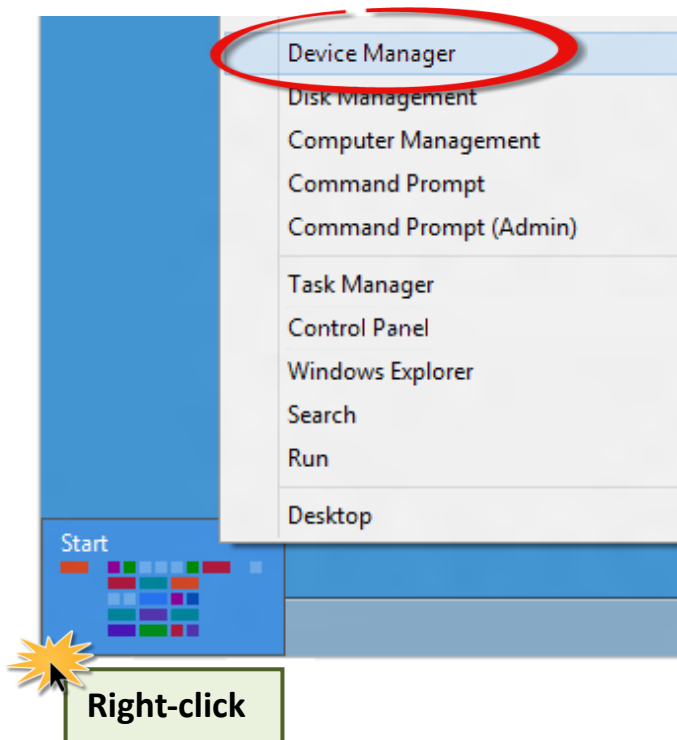 Device Manager
Disk Management
Computer Management
Command Prompt
Command Prompt (Admin)
Task Manager
Control Panel
Windows Explorer
Search
Run
Desktop
Start
Right-click